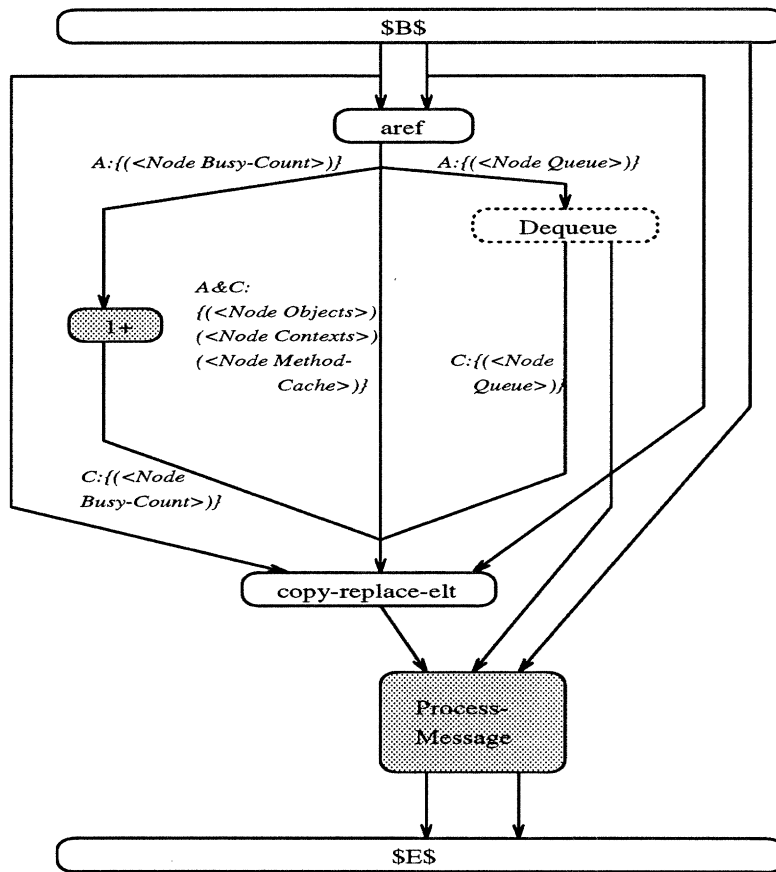 $B$
aref
A:{(<Node Busy-Count>)}
A:{(<Node Queue>)}
Dequeue
A&C:
{(<Node Objects>)
(<Node Contexts>)
(<Node Method-
Cache>)}
1+
C:{(<Node
Queue>)}
C:{(<Node
Busy-Count>)}
copy-replace-elt
Process-
Message
$E$